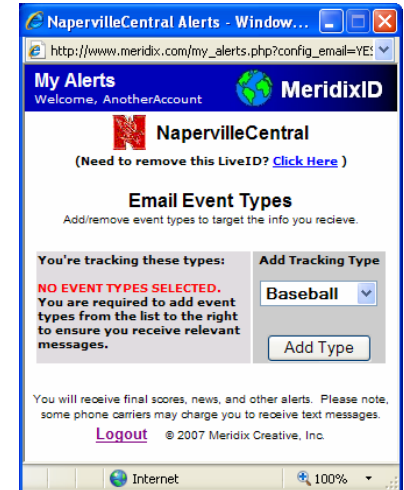 NapervilleCentral Alerts - Window...
http://www.meridix.com/my_alerts.php?config_email=YES
My Alerts
Welcome, AnotherAccount
MeridixID
N
NapervilleCentral
(Need to remove this LiveID? Click Here )
Email Event Types
Add/remove event types to target the info you recieve.
You're tracking these types:
NO EVENT TYPES SELECTED.
You are required to add event
types from the list to the right
to ensure you receive relevant
messages.
Add Tracking Type
Baseball
Add Type
You will receive final scores, news, and other alerts. Please note,
some phone carriers may charge you to receive text messages.
Logout © 2007 Meridix Creative, Inc.
Internet 100%